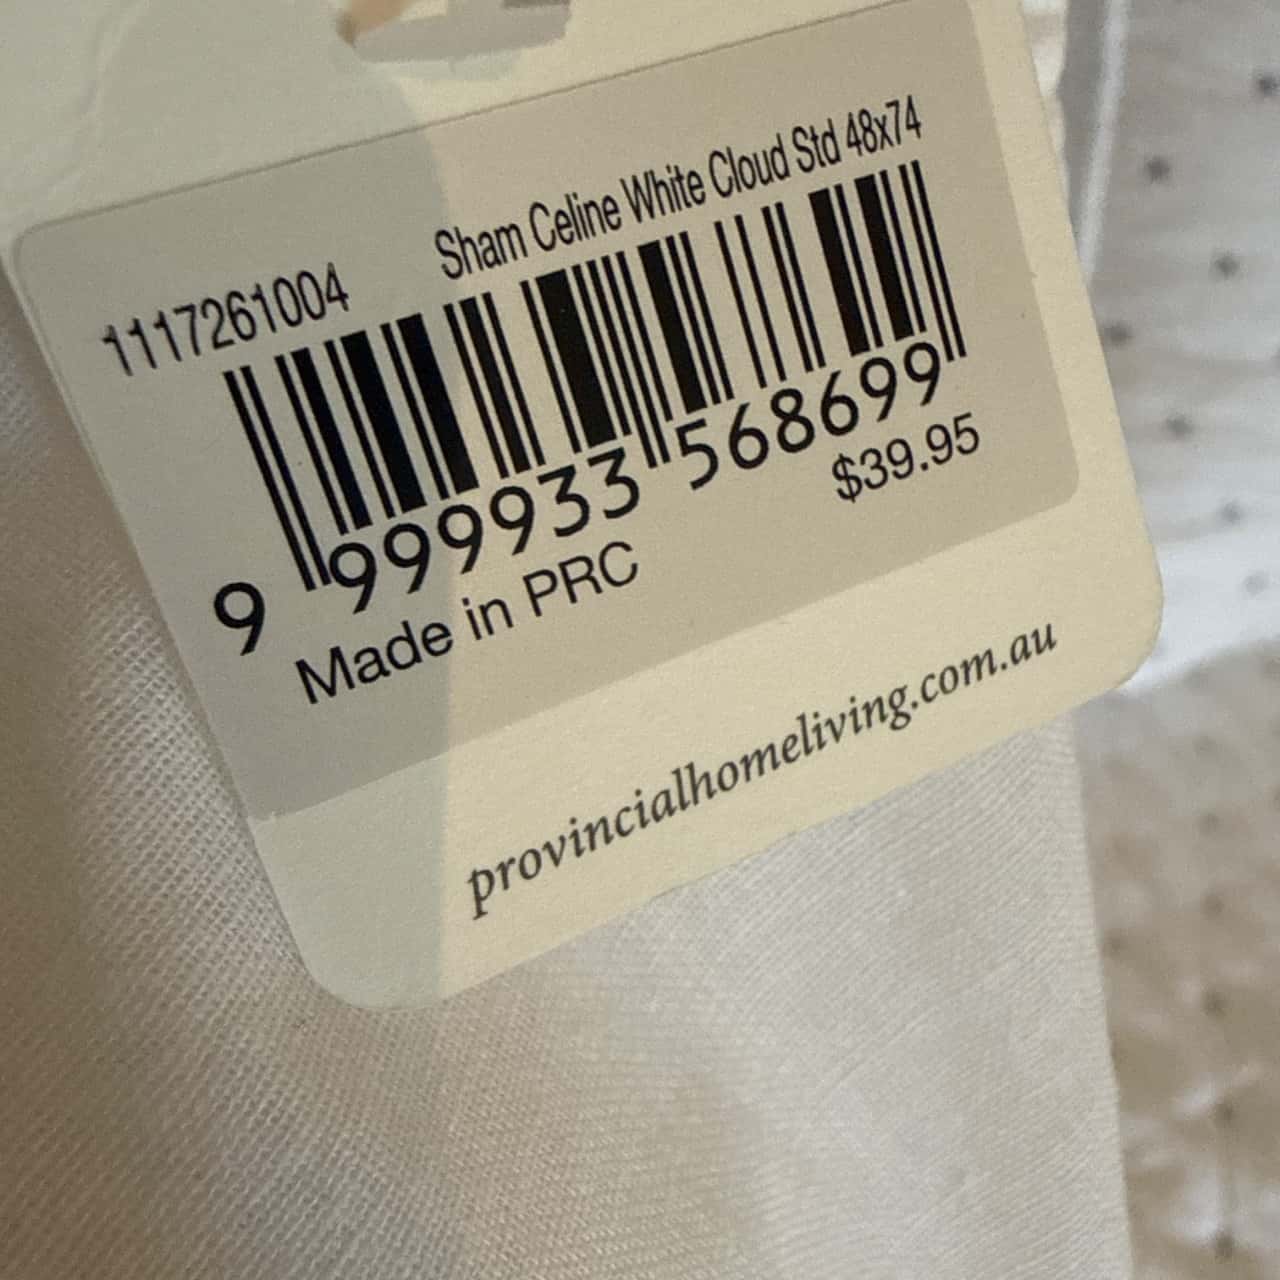 1117261004 Sham Celine White Cloud Std 48x74
9 999933 568699
$39.95
Made in PRC
provincialhomeliving.com.au